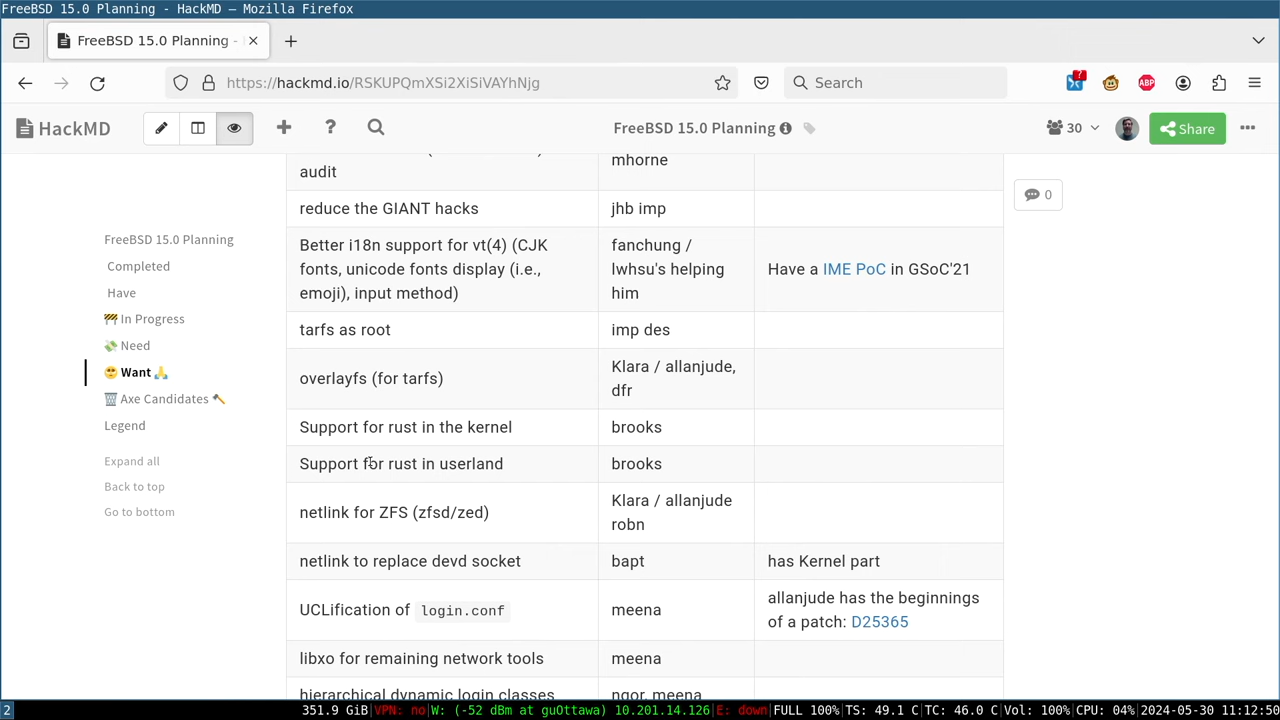 FreeBSD 15.0 Planning - HackMD — Mozilla Firefox
FreeBSD 15.0 Planning -
https://hackmd.io/RSKUPOmXSi2XiSiVAYhNjg
Search
?
ABP
HackMD
FreeBSD 15.0 Planning
30
Share
0
FreeBSD 15.0 Planning
Completed
Have
🚧 In Progress
💸 Need
🥺 Want 🙏
🗑️ Axe Candidates 🪓
Legend
Expand all
Back to top
Go to bottom
audit
mhorne
reduce the GIANT hacks
jhb imp
Better i18n support for vt(4) (CJK
fonts, unicode fonts display (i.e.,
emoji), input method)
fanchung /
lwhsu's helping
him
Have a IME PoC in GSoC'21
tarfs as root
imp des
overlayfs (for tarfs)
Klara / allanjude,
dfr
Support for rust in the kernel
brooks
Support for rust in userland
brooks
netlink for ZFS (zfsd/zed)
Klara / allanjude
robn
netlink to replace devd socket
bapt
has Kernel part
UCLification of login.conf
meena
allanjude has the beginnings
of a patch: D25365
libxo for remaining network tools
meena
hierarchical dynamic login classes
ngor, meena
2
351.9 GiB|VPN: no|W: (-52 dBm at guOttawa) 10.201.14.126|E: down|FULL 100%|TS: 49.1 C|TC: 46.0 C|Vol: 100%|CPU: 04%|2024-05-30 11:12:50